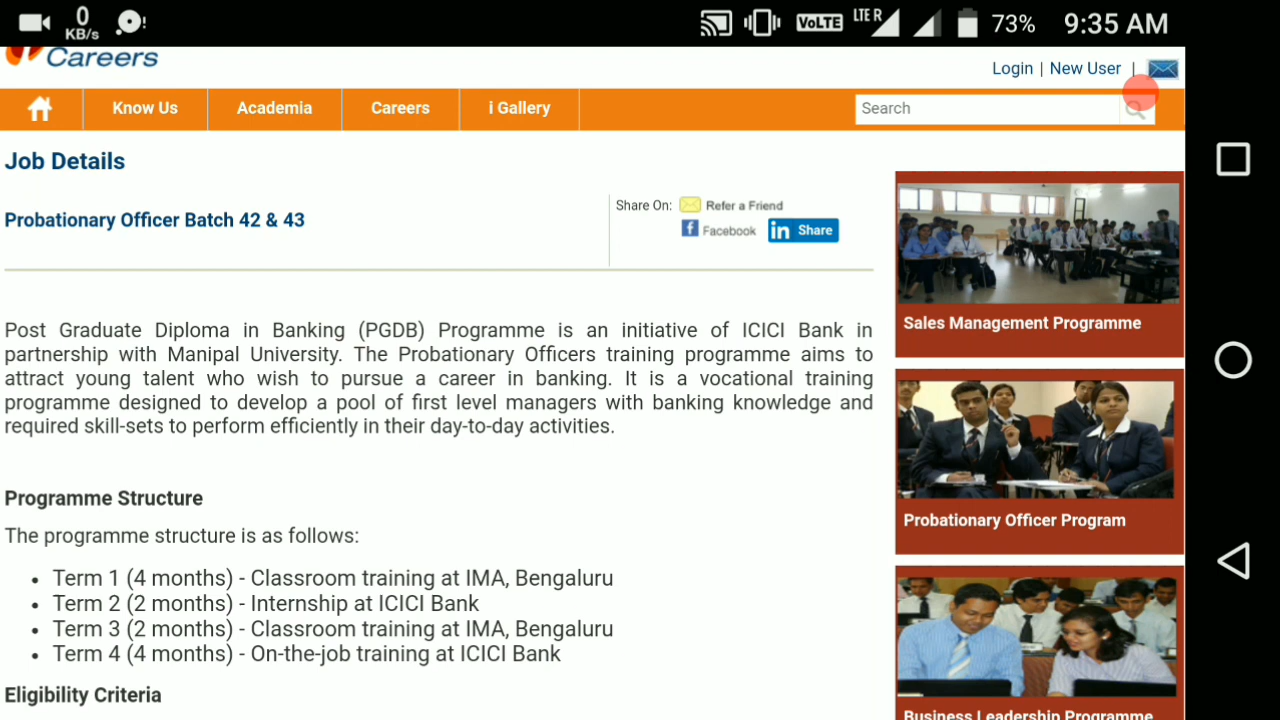 0
KB/s
VoLTE
LTE R
73%
9:35 AM
Careers
Login | New User |
Know Us
Academia
Careers
i Gallery
Search
Job Details
Probationary Officer Batch 42 & 43
Share On:
Refer a Friend
Facebook
in Share
Post Graduate Diploma in Banking (PGDB) Programme is an initiative of ICICI Bank in
partnership with Manipal University. The Probationary Officers training programme aims to
attract young talent who wish to pursue a career in banking. It is a vocational training
programme designed to develop a pool of first level managers with banking knowledge and
required skill-sets to perform efficiently in their day-to-day activities.
Programme Structure
The programme structure is as follows:
• Term 1 (4 months) - Classroom training at IMA, Bengaluru
• Term 2 (2 months) - Internship at ICICI Bank
• Term 3 (2 months) - Classroom training at IMA, Bengaluru
• Term 4 (4 months) - On-the-job training at ICICI Bank
Eligibility Criteria
Sales Management Programme
Probationary Officer Program
Business Leadership Programme